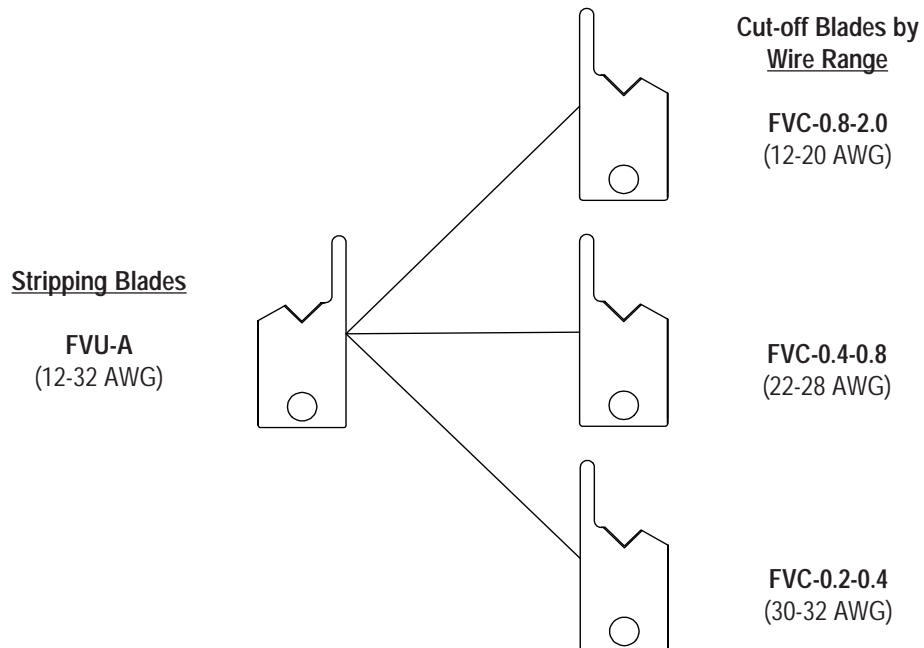 Cut-off Blades by
Wire Range
FVC-0.8-2.0
(12-20 AWG)
Stripping Blades
FVU-A
(12-32 AWG)
FVC-0.4-0.8
(22-28 AWG)
FVC-0.2-0.4
(30-32 AWG)